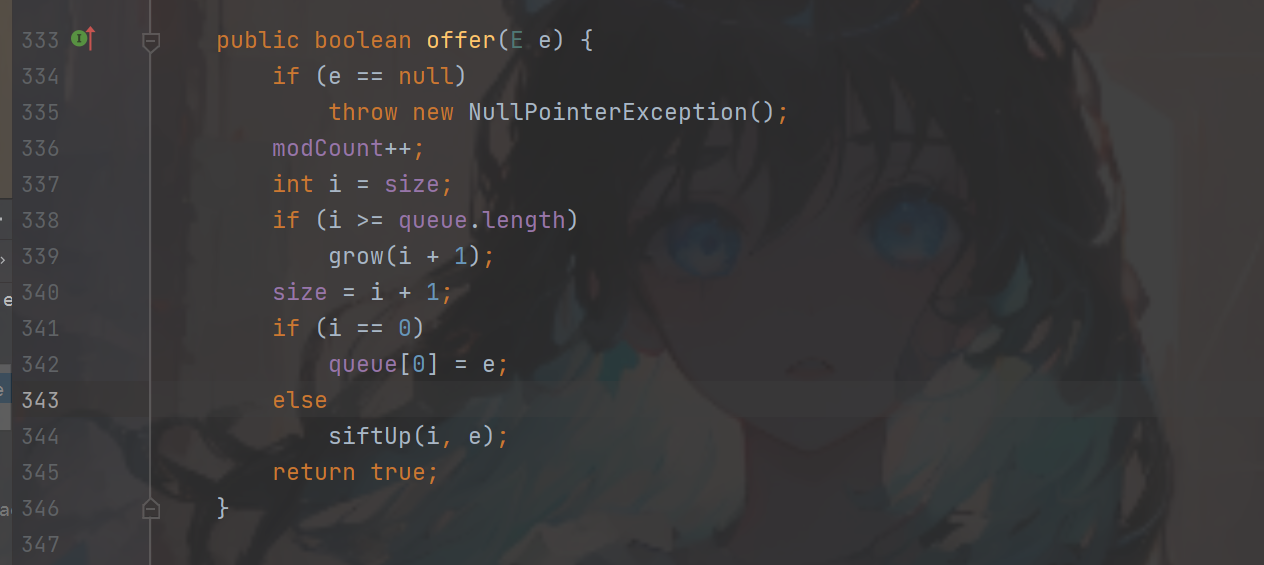 333 public boolean offer(E e) {
334 if (e == null)
335 throw new NullPointerException();
336 modCount++;
337 int i = size;
338 if (i >= queue.length)
339 grow(i + 1);
340 size = i + 1;
341 if (i == 0)
342 queue[0] = e;
343 else
344 siftUp(i, e);
345 return true;
346 }
347